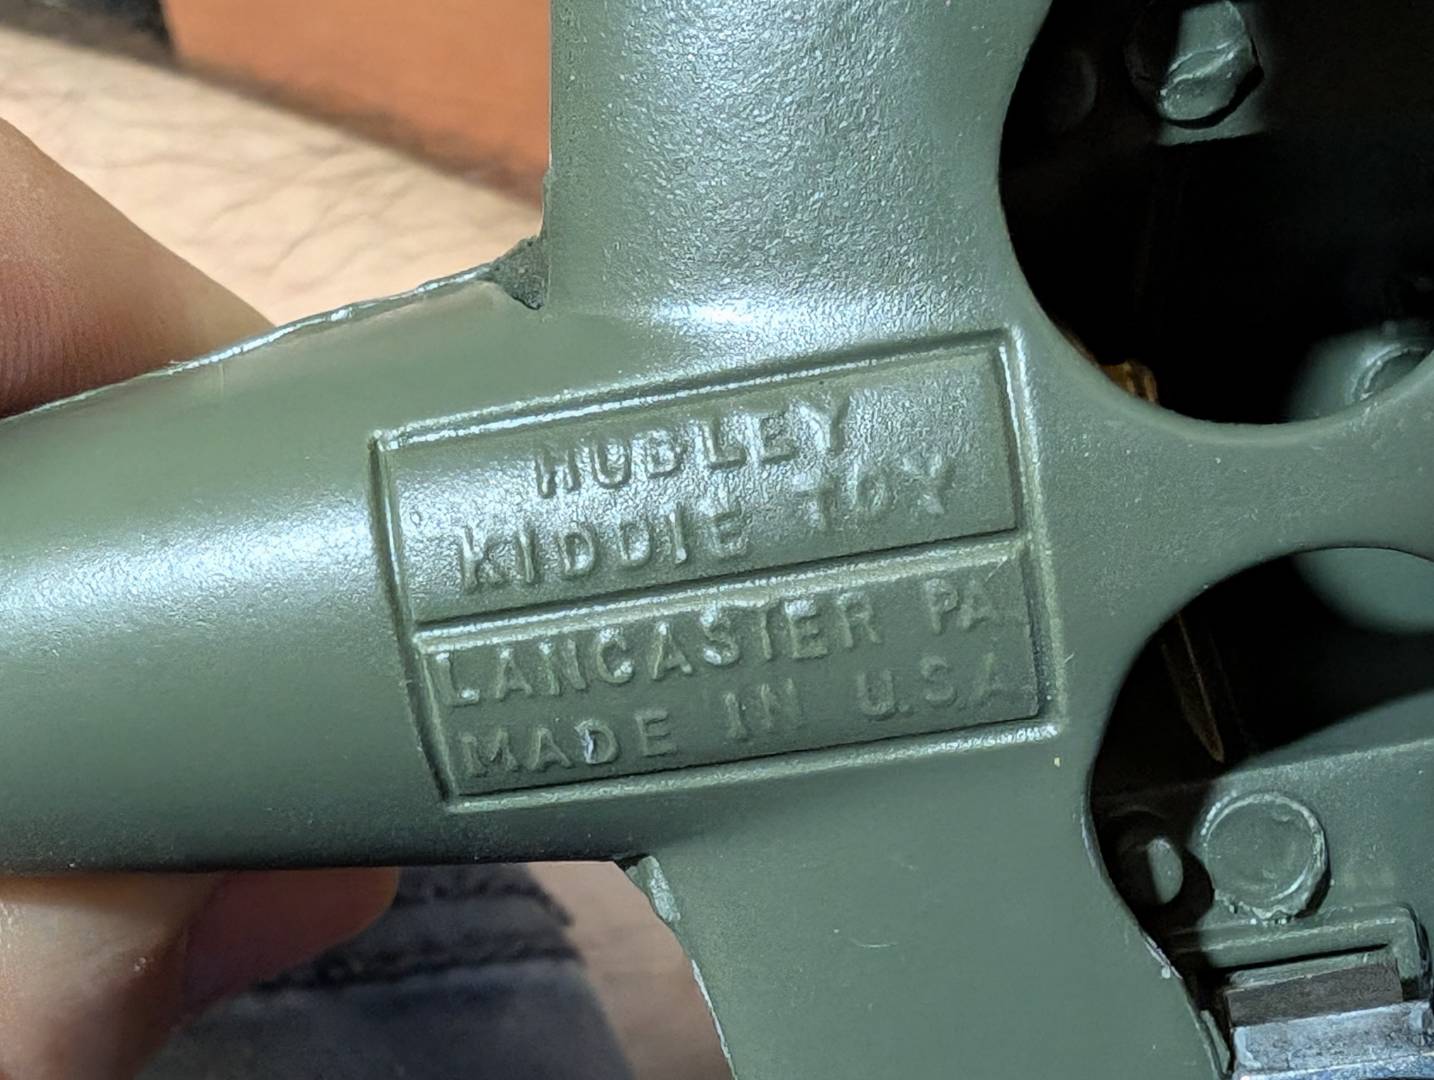 HUBLEY
KIDDIE TOY
LANCASTER PA.
MADE IN U.S.A